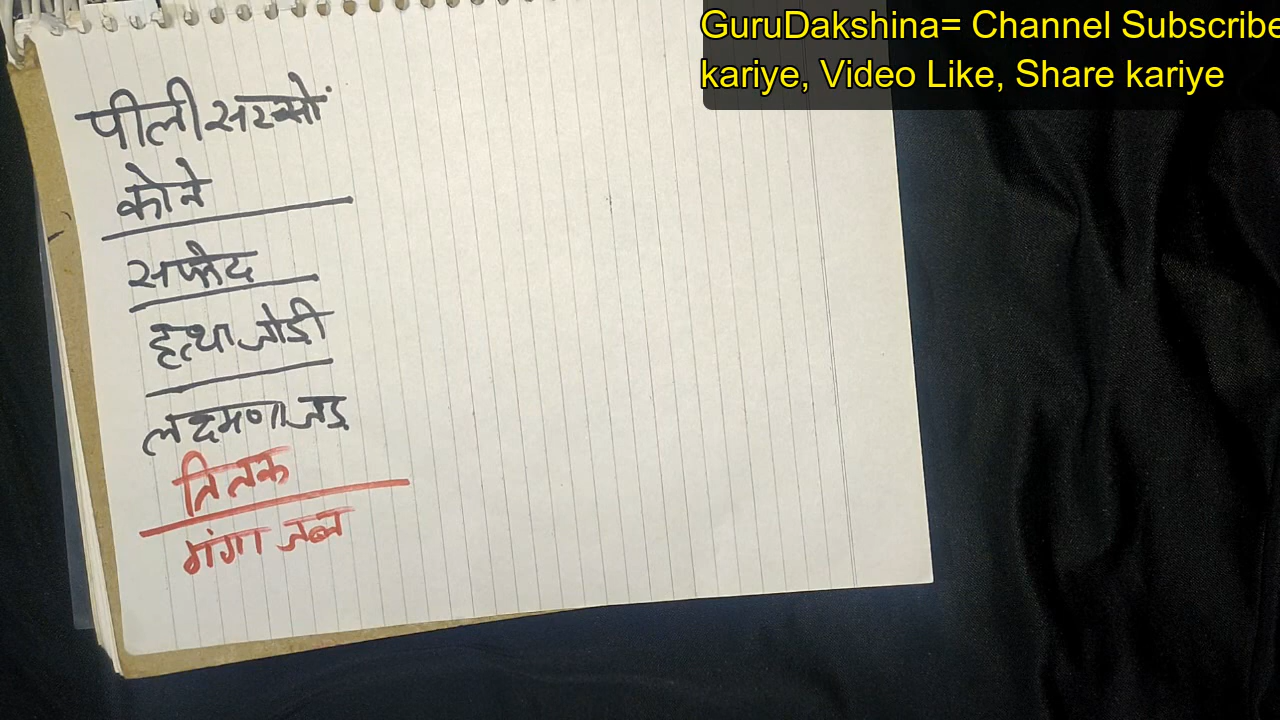 GuruDakshina= Channel Subscribe
kariye, Video Like, Share kariye
पीली सरसों
कोने
सफेद
हत्था जोडी
लक्ष्मणा जड
तिलक
गंगा जल